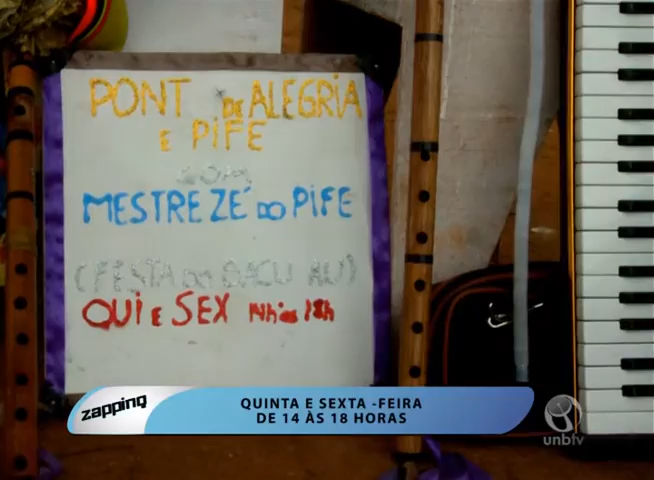 PONT DE ALEGRIA
E PIFE
COM
MESTRE ZÉ DO PIFE
(FESTA DO
QUI E SEX 14h às 18h
zapping
QUINTA E SEXTA -FEIRA
DE 14 ÀS 18 HORAS
unbtv